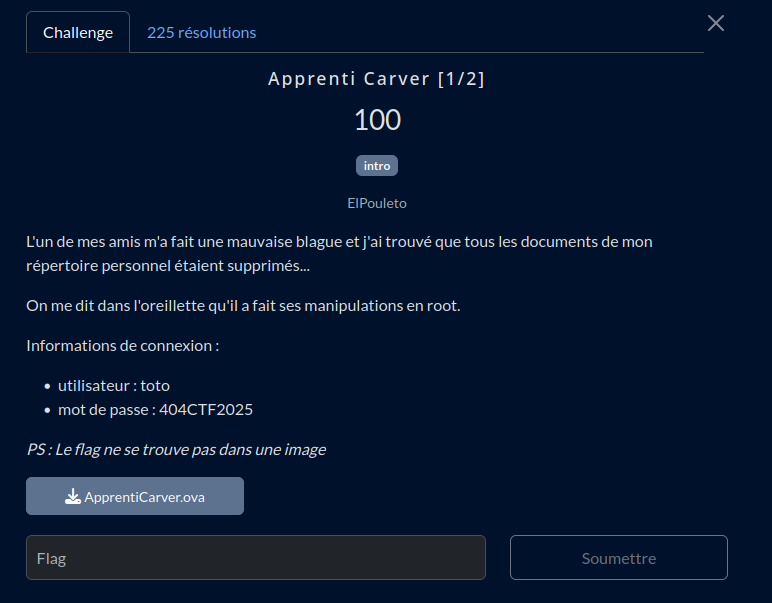 Challenge
225 résolutions
Apprenti Carver [1/2]
100
intro
ElPouleto
L'un de mes amis m'a fait une mauvaise blague et j'ai trouvé que tous les documents de mon
répertoire personnel étaient supprimés...
On me dit dans l'oreillette qu'il a fait ses manipulations en root.
Informations de connexion :
• utilisateur : toto
• mot de passe : 404CTF2025
PS : Le flag ne se trouve pas dans une image
ApprentiCarver.ova
Flag
Soumettre